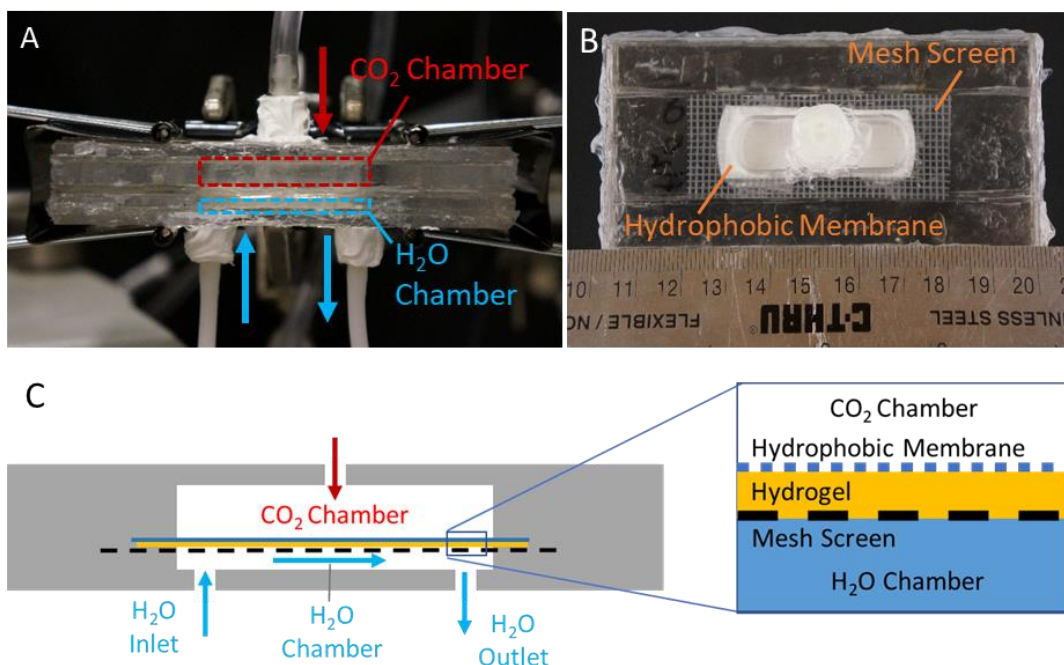 A
CO2 Chamber
H2O
Chamber
B
Mesh Screen
Hydrophobic Membrane
10 11 12 13 14 15 16 17 18 19 20 2
FLEXIBLE / NO
C-THRU
NLESS STEEL
C
CO2 Chamber
H2O
Inlet
H2O
Chamber
H2O
Outlet
CO2 Chamber
Hydrophobic Membrane
Hydrogel
Mesh Screen
H2O Chamber